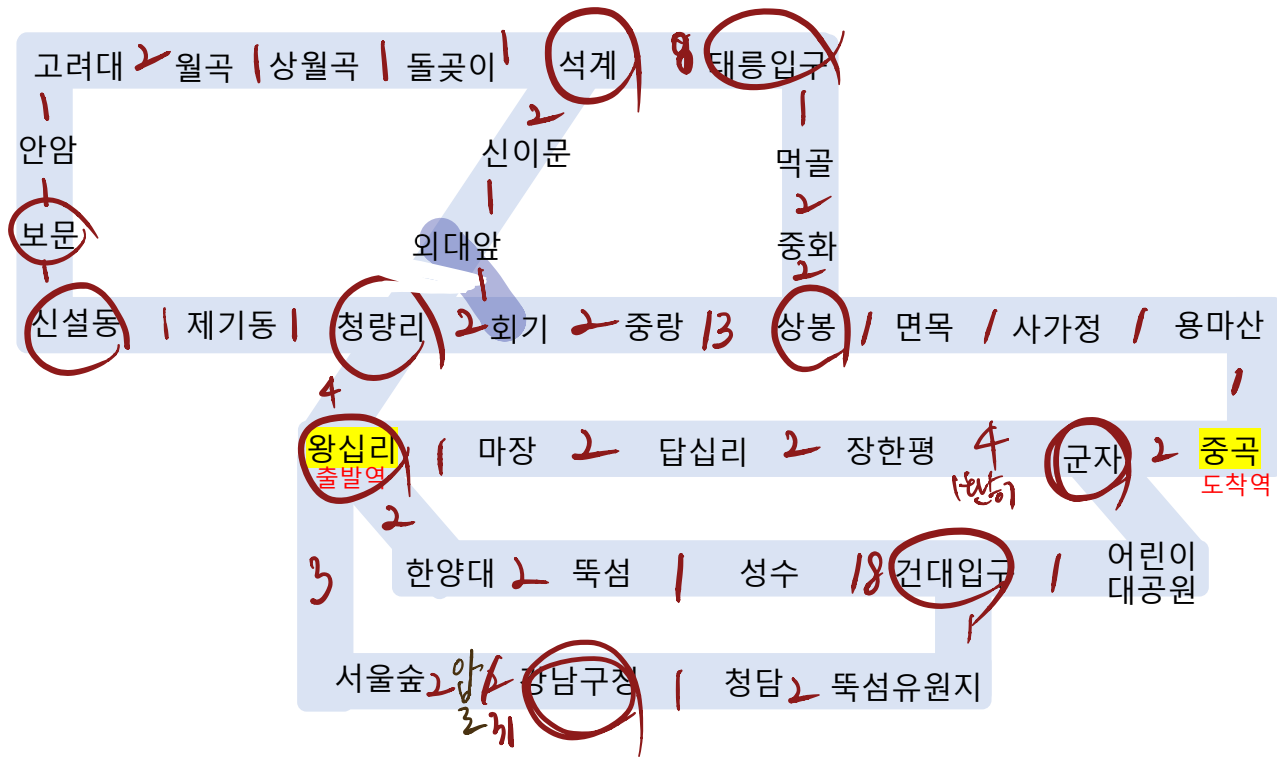 고려대 2 월곡 1 상월곡 1 돌곶이 1 석계 8 태릉입구
1 2 1
안암 신이문 먹골
1 1 2
보문 외대앞 중화
1 1 2
신설동 1 제기동 1 청량리 2 회기 2 중랑 13 상봉 1 면목 1 사가정 1 용마산
4 1
왕십리 1 마장 2 답십리 2 장한평 4 군자 2 중곡
출발역 도착역
2
3 한양대 2 뚝섬 1 성수 18 건대입구 1 어린이
대공원
1
서울숲 2 압 강남구청 1 청담 2 뚝섬유원지
로